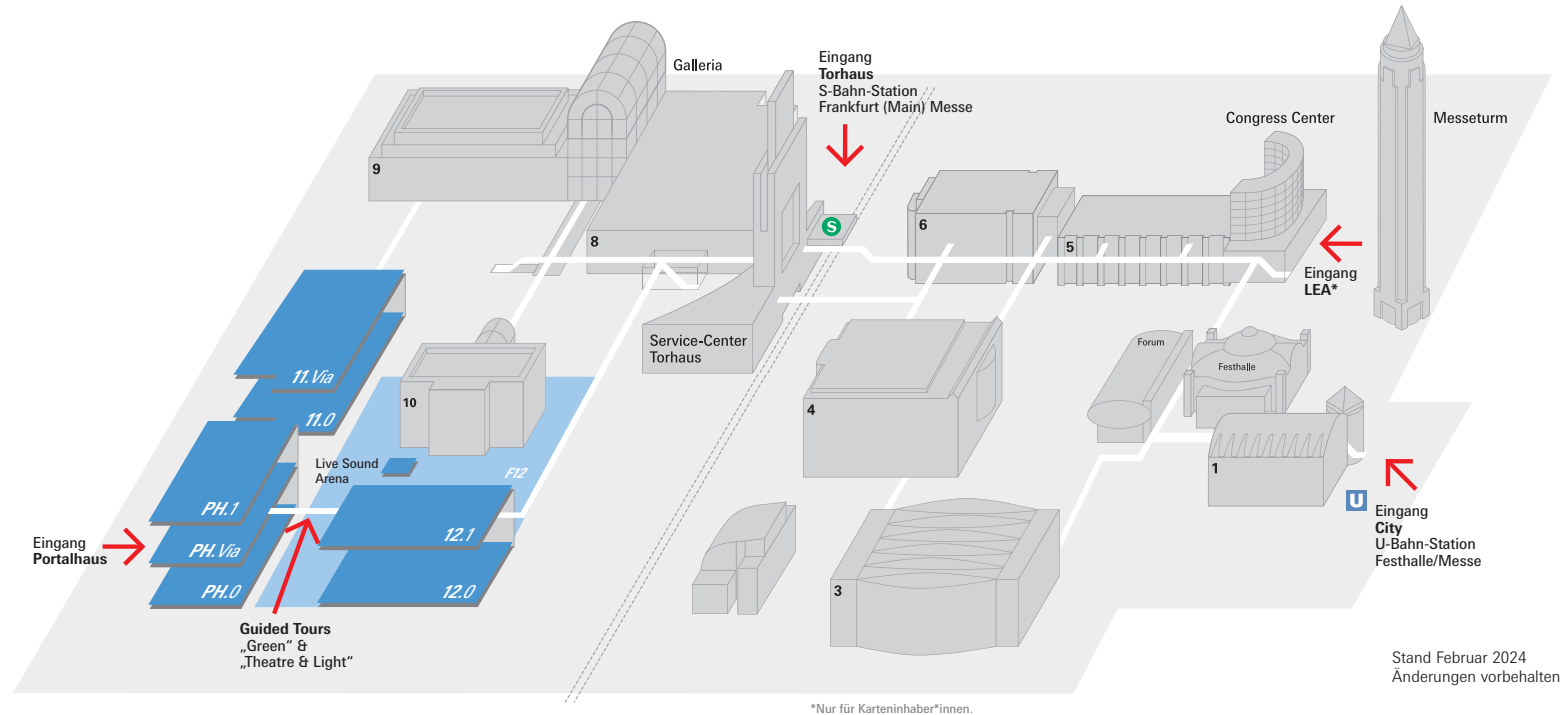 Galleria
Eingang
Torhaus
S-Bahn-Station
Frankfurt (Main) Messe
Congress Center
Messeturm
9
8
S
6
5
Eingang
LEA*
Service-Center
Torhaus
Forum
Festhalle
11.Via
11.0
10
4
Live Sound
Arena
F12
1
PH.1
PH.Via
PH.0
12.1
12.0
Eingang
Portalhaus
U
Eingang
City
U-Bahn-Station
Festhalle/Messe
3
Guided Tours
„Green“ &
„Theatre & Light“
Stand Februar 2024
Änderungen vorbehalten
*Nur für Karteninhaber*innen.